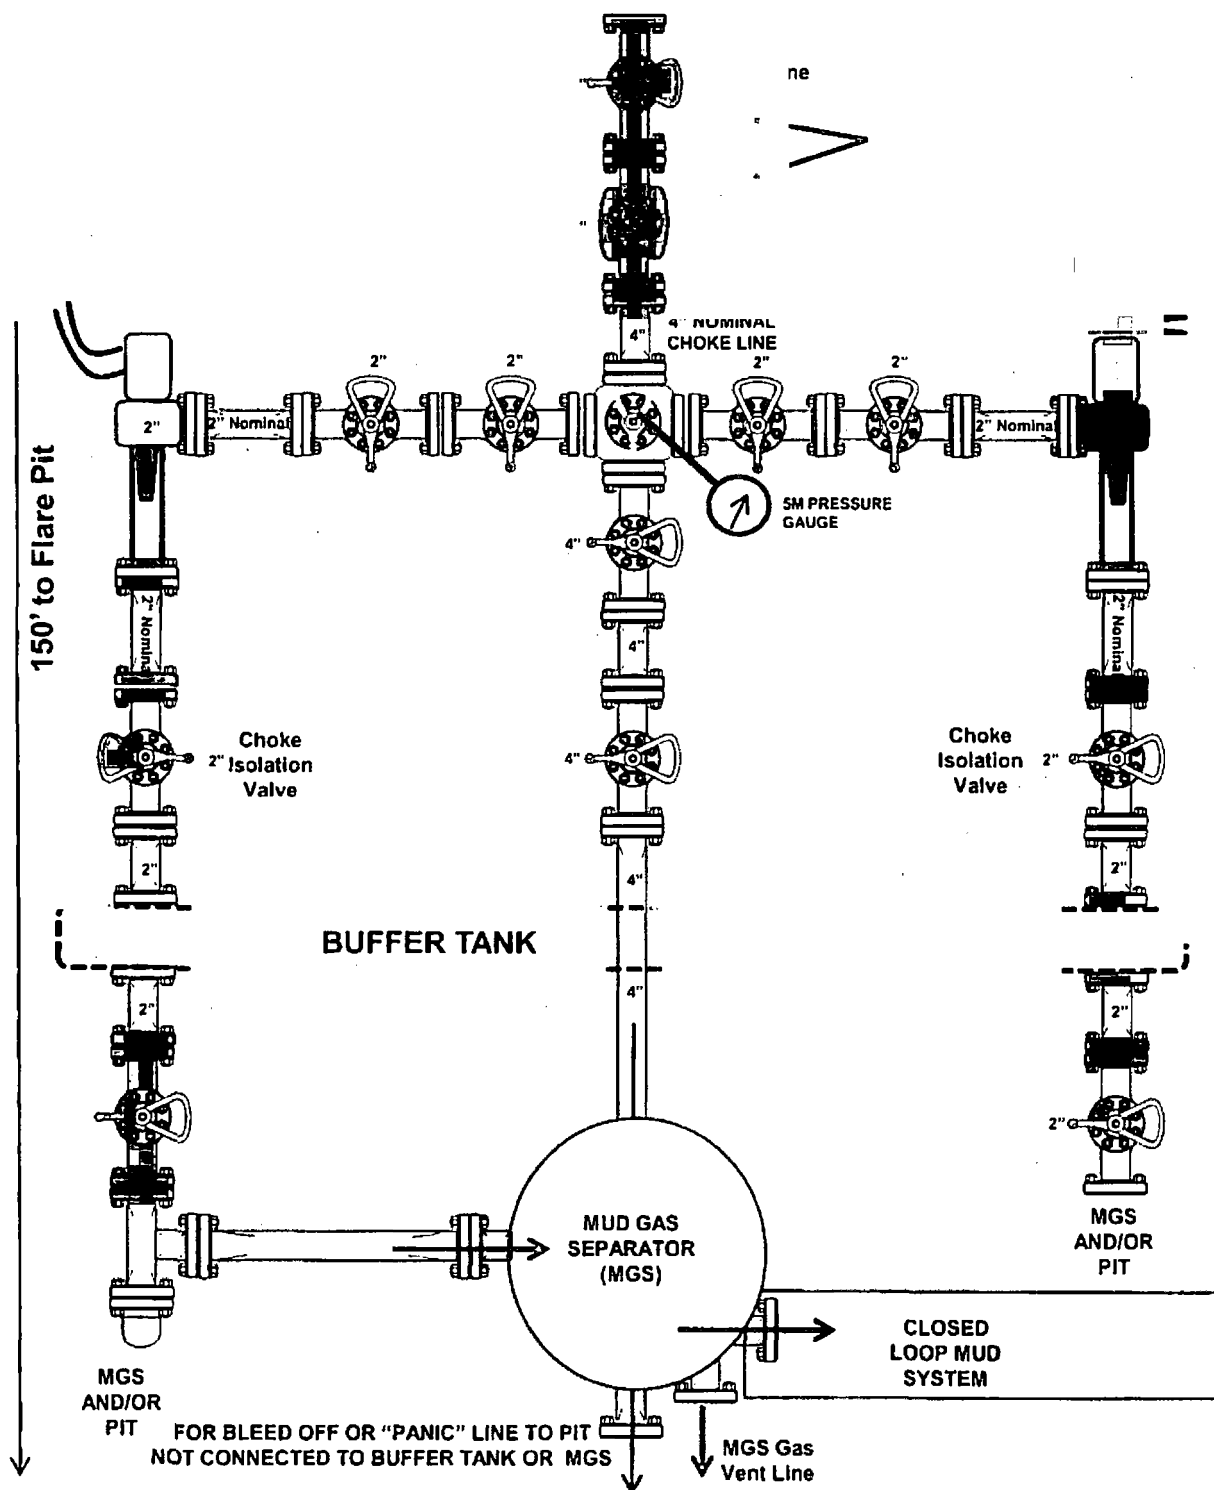 ne
4" NOMINAL
CHOKE LINE
4"
2"
2"
2"
2"
2"
2" Nominal
2" Nominal
5M PRESSURE
GAUGE
4"
150' to Flare Pit
2" Nominal
4"
2" Nominal
Choke
Isolation
Valve
2"
4"
Choke
Isolation
Valve
2"
2"
4"
2"
BUFFER TANK
2"
4"
2"
2"
MUD GAS
SEPARATOR
(MGS)
MGS
AND/OR
PIT
CLOSED
LOOP MUD
SYSTEM
MGS
AND/OR
PIT
FOR BLEED OFF OR "PANIC" LINE TO PIT
NOT CONNECTED TO BUFFER TANK OR MGS
MGS Gas
Vent Line